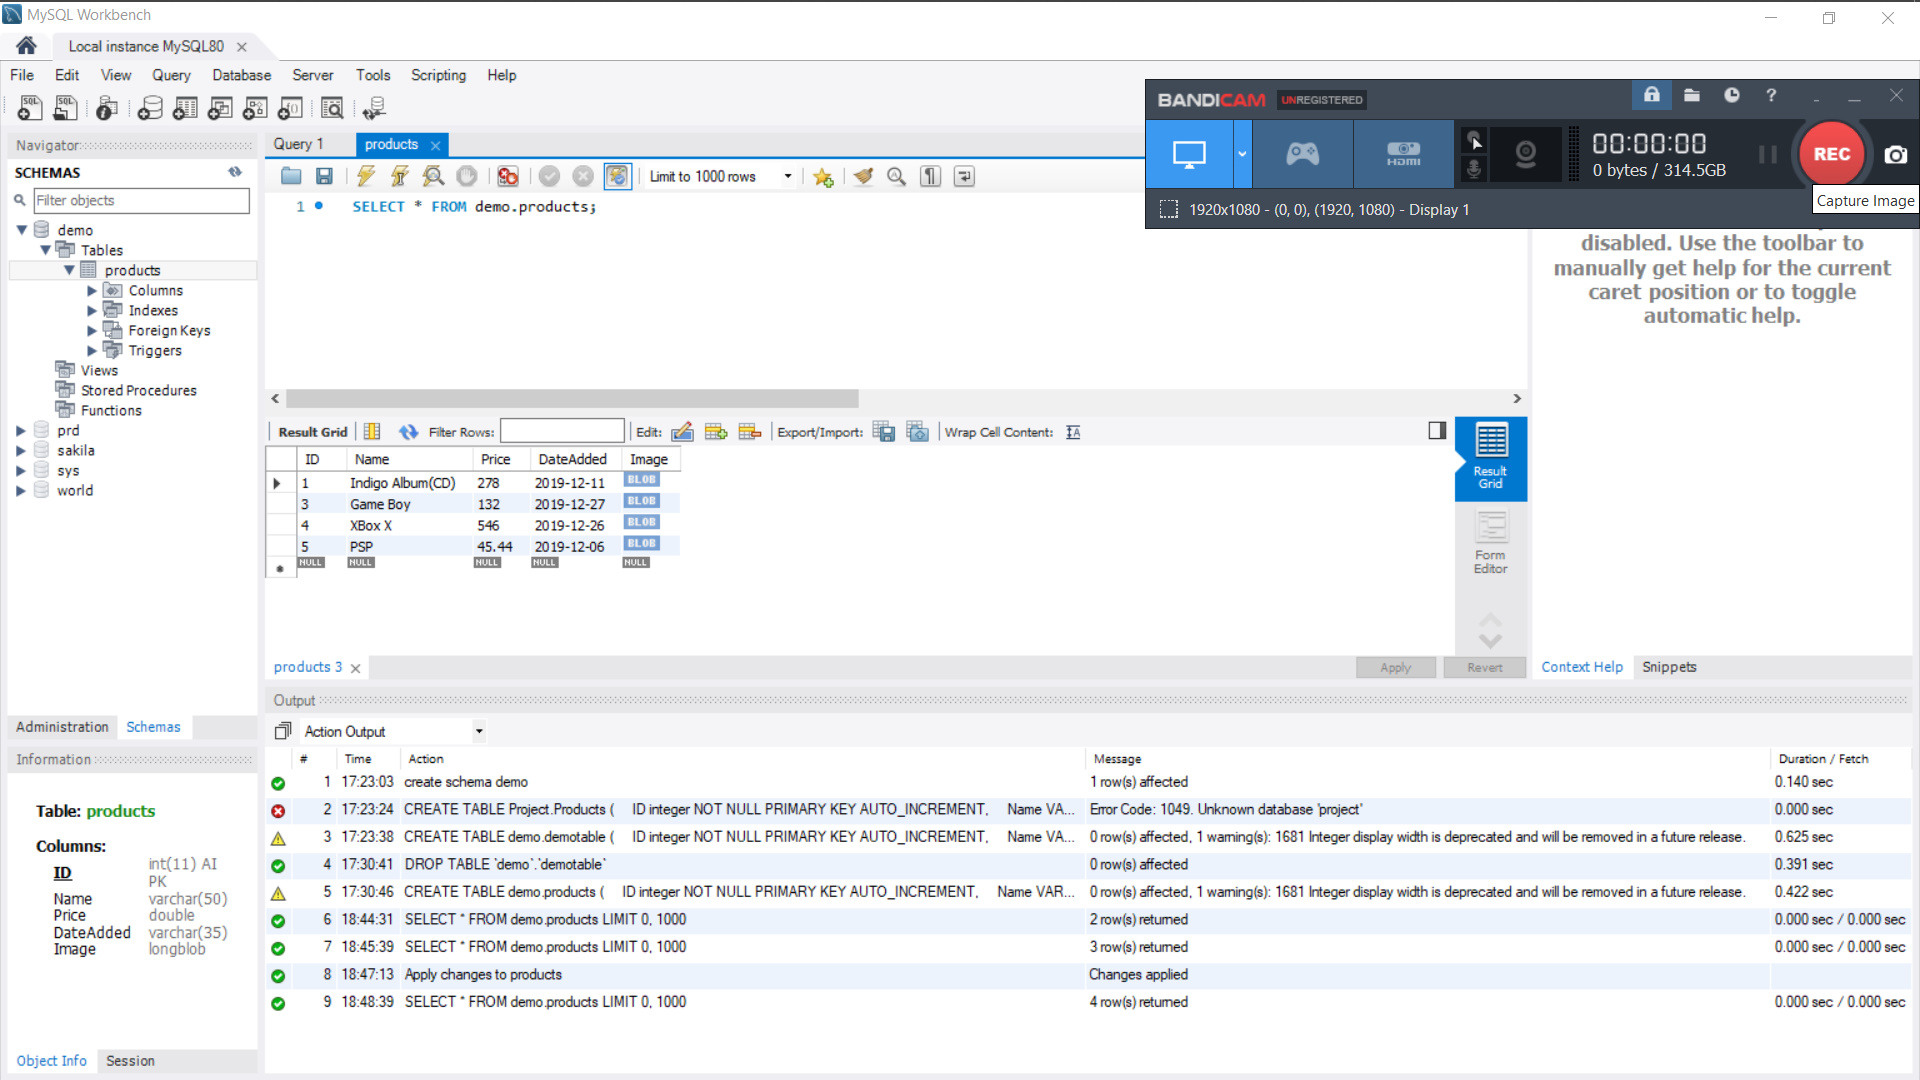 MySQL Workbench
Local instance MySQL80
File Edit View Query Database Server Tools Scripting Help
BANDICAM UNREGISTERED
00:00:00
0 bytes / 314.5GB
HDMI
REC
1920x1080 - (0, 0), (1920, 1080) - Display 1
Capture Image
Navigator
SCHEMAS
Filter objects
demo
Tables
products
Columns
Indexes
Foreign Keys
Triggers
Views
Stored Procedures
Functions
prd
sakila
sys
world
Administration Schemas
Information
Table: products
Columns:
ID int(11) AI
PK
Name varchar(50)
Price double
DateAdded varchar(35)
Image longblob
Object Info Session
Query 1 products
Limit to 1000 rows
1 SELECT * FROM demo.products;
disabled. Use the toolbar to
manually get help for the current
caret position or to toggle
automatic help.
Result Grid Filter Rows: Edit: Export/Import: Wrap Cell Content:
ID Name Price DateAdded Image
1 Indigo Album(CD) 278 2019-12-11 BLOB
3 Game Boy 132 2019-12-27 BLOB
4 XBox X 546 2019-12-26 BLOB
5 PSP 45.44 2019-12-06 BLOB
NULL NULL NULL NULL NULL
Result
Grid
Form
Editor
products 3
Apply Revert
Context Help Snippets
Output
Action Output
# Time Action Message Duration / Fetch
1 17:23:03 create schema demo 1 row(s) affected 0.140 sec
2 17:23:24 CREATE TABLE Project.Products ( ID integer NOT NULL PRIMARY KEY AUTO_INCREMENT, Name VA... Error Code: 1049. Unknown database 'project' 0.000 sec
3 17:23:38 CREATE TABLE demo.demotable ( ID integer NOT NULL PRIMARY KEY AUTO_INCREMENT, Name VA... 0 row(s) affected, 1 warning(s): 1681 Integer display width is deprecated and will be removed in a future release. 0.625 sec
4 17:30:41 DROP TABLE `demo`.`demotable` 0 row(s) affected 0.391 sec
5 17:30:46 CREATE TABLE demo.products ( ID integer NOT NULL PRIMARY KEY AUTO_INCREMENT, Name VAR... 0 row(s) affected, 1 warning(s): 1681 Integer display width is deprecated and will be removed in a future release. 0.422 sec
6 18:44:31 SELECT * FROM demo.products LIMIT 0, 1000 2 row(s) returned 0.000 sec / 0.000 sec
7 18:45:39 SELECT * FROM demo.products LIMIT 0, 1000 3 row(s) returned 0.000 sec / 0.000 sec
8 18:47:13 Apply changes to products Changes applied
9 18:48:39 SELECT * FROM demo.products LIMIT 0, 1000 4 row(s) returned 0.000 sec / 0.000 sec